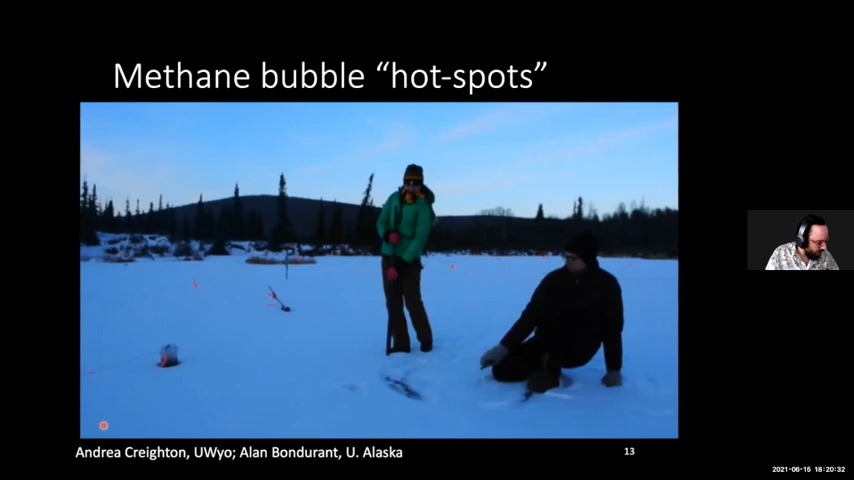 Methane bubble “hot-spots”
Andrea Creighton, UWyo; Alan Bondurant, U. Alaska
13
2021-06-15 18:20:32